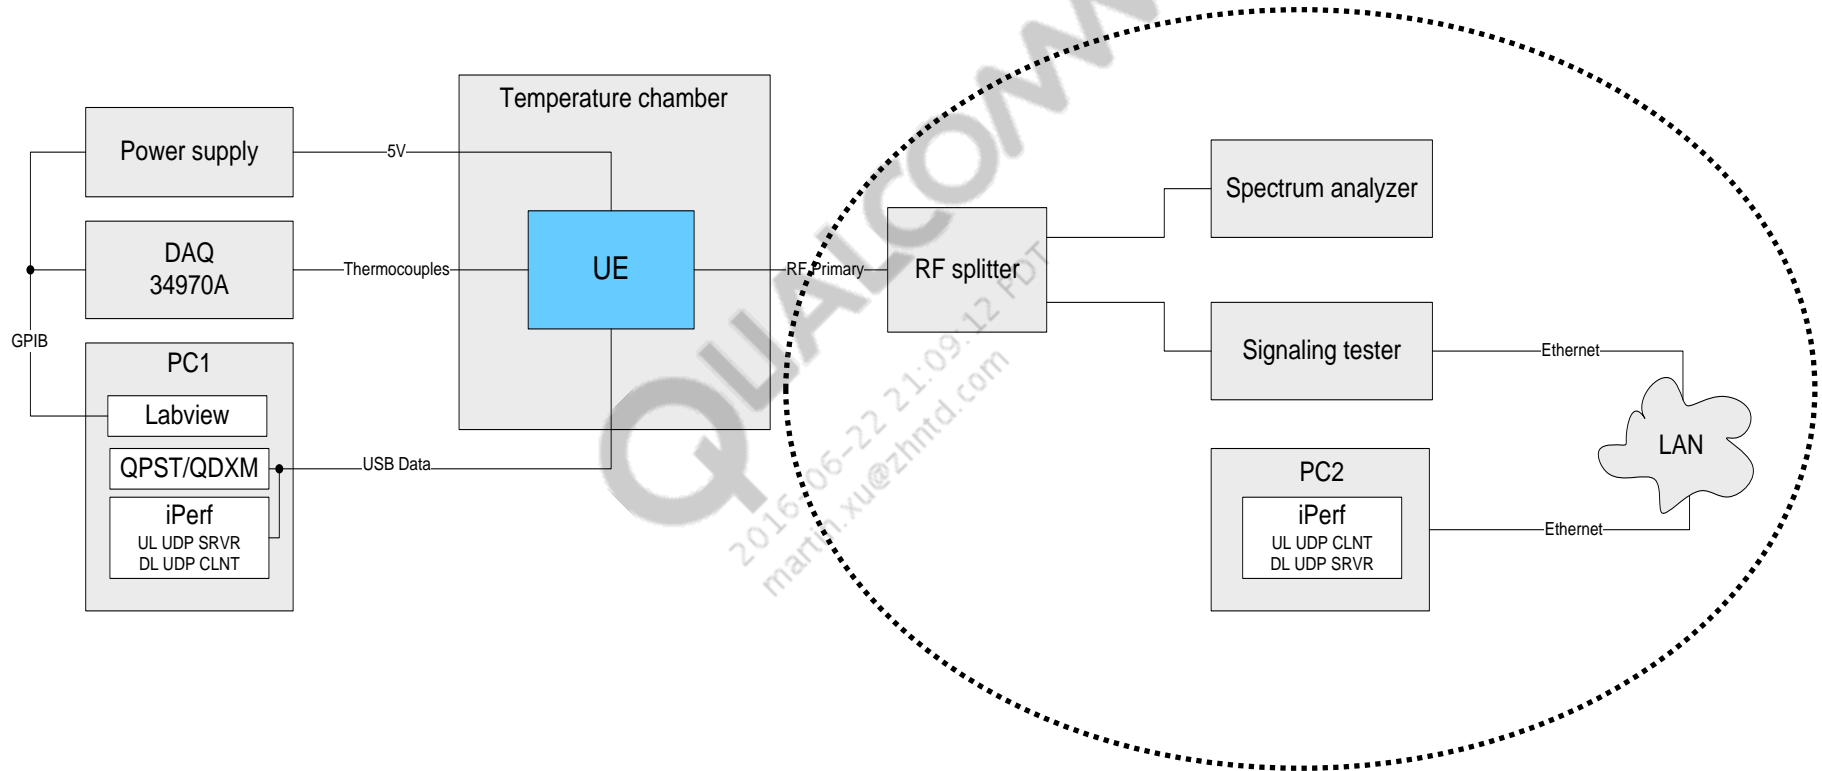 Temperature chamber
Power supply
5V
Spectrum analyzer
DAQ
34970A
Thermocouples
UE
RF Primary
RF splitter
GPIB
PC1
Labview
QPST/QDXM
USB Data
iPerf
UL UDP SRVR
DL UDP CLNT
Signaling tester
Ethernet
LAN
PC2
iPerf
UL UDP CLNT
DL UDP SRVR
Ethernet
QUALCOMM
2016-06-22 21:09:12 PDT
martin.xu@zhntd.com